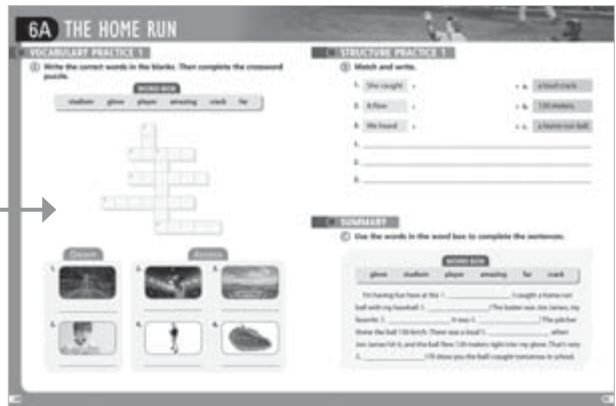 6A THE HOME RUN
VOCABULARY PRACTICE 1
Ⓐ Write the correct words in the blanks. Then complete the crossword
puzzle.
WORD BOX
stadium glove player amazing crack far
DOWN
ACROSS
1.
2.
3.
4.
STRUCTURE PRACTICE 1
Ⓑ Match and write.
1. She caught • • a. a loud crack
2. It flew • • b. 120 meters
3. We heard • • c. a home run ball
1.
2.
3.
SUMMARY
Ⓒ Use the words in the word box to complete the sentences.
WORD BOX
glove stadium player amazing far crack
I'm having fun here at the 1. I caught a home run
ball with my baseball 2. ! The batter was Jon James, my
favorite 3. . It was 4. ! The pitcher
threw the ball 150 km/h. There was a loud 5. when
Jon James hit it, and the ball flew 120 meters right into my glove. That's very
6. ! I'll show you the ball I caught tomorrow in school.